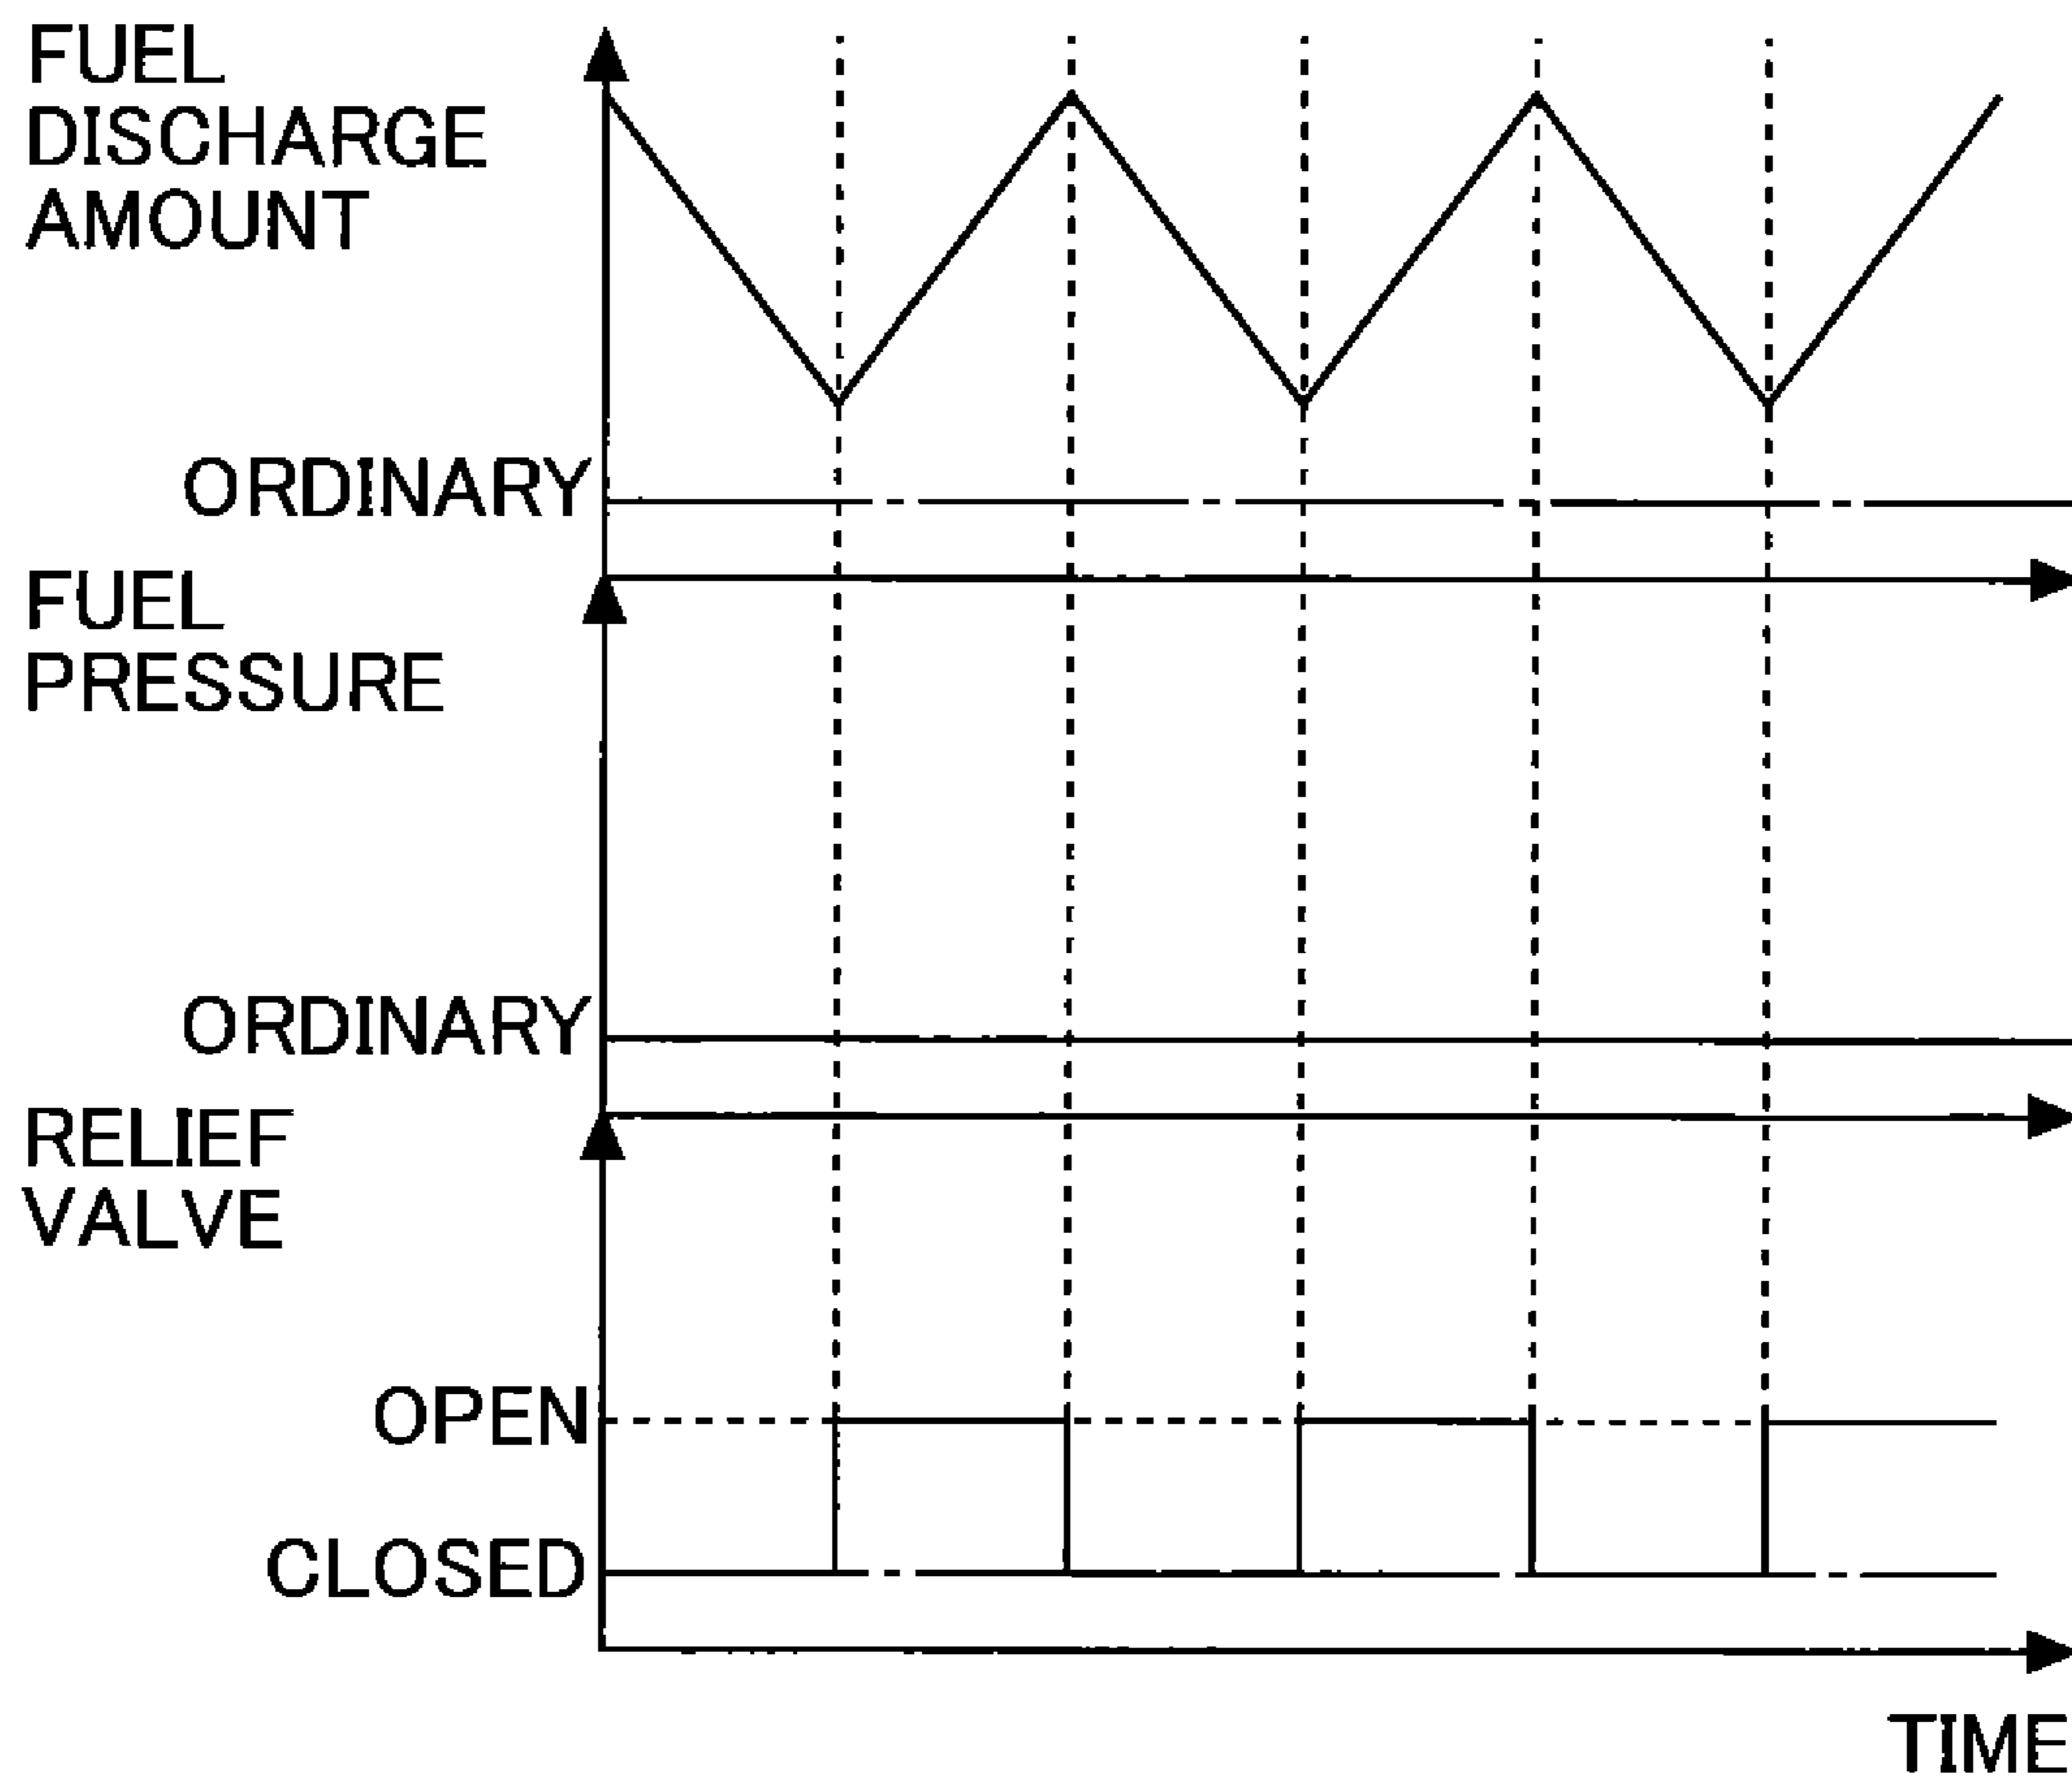 FUEL
DISCHARGE
AMOUNT
ORDINARY
FUEL
PRESSURE
ORDINARY
RELIEF
VALVE
OPEN
CLOSED
TIME